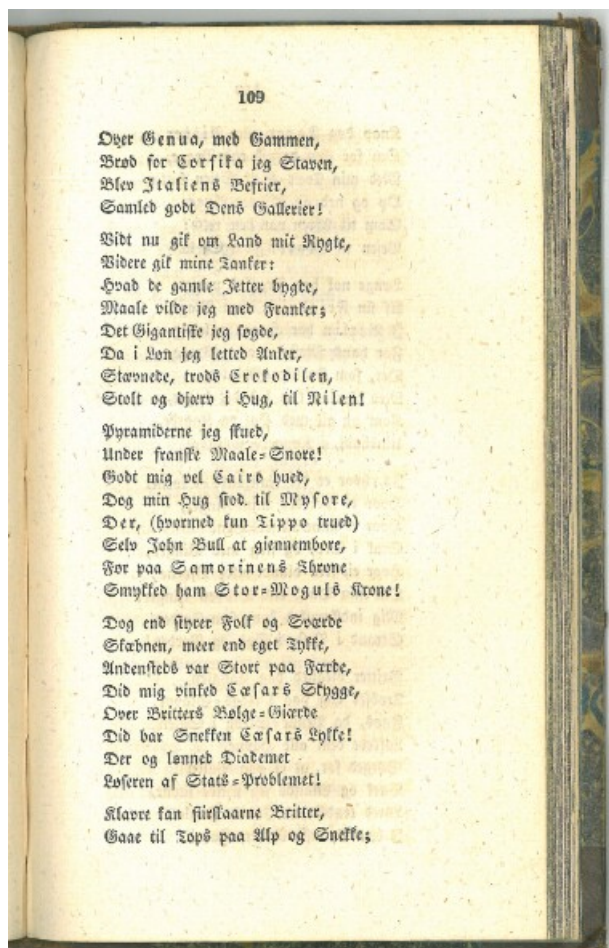 109
Over Genua, med Gammen,
Brød for Corsika jeg Staven,
Blev Italiens Bestier,
Samled godt Dens Gallerier!
Vidt nu gik om Land mit Rygte,
Videre gik mine Tanker:
Hvad de gamle Jetter bygde,
Maale vilde jeg med Franker;
Det Gigantiske jeg søgde,
Da i Løn jeg letted Anker,
Stævnede, trods Crokodilen,
Stolt og djærv i Hug, til Nilen!
Pyramiderne jeg skued,
Under franske Maale-Snore!
Godt mig vel Cairo hued,
Dog min Hug stod til Mysore,
Der, (hvormed kun Tippo trued)
Selv John Bull at giennembore,
For paa Samorinens Throne
Smykked ham Stor-Moguls Krone!
Dog end styrer Folk og Sværde
Skæbnen, meer end eget Tykke,
Andensteds var Stort paa Færde,
Did mig vinked Cæsars Skygge,
Over Britters Bølge-Giærde
Did bar Snekken Cæsars Lykke!
Der og lønned Diademet
Løseren af Stats-Problemet!
Klavre kan fiirslaarne Britter,
Gaae til Tops paa Alp og Snekke;